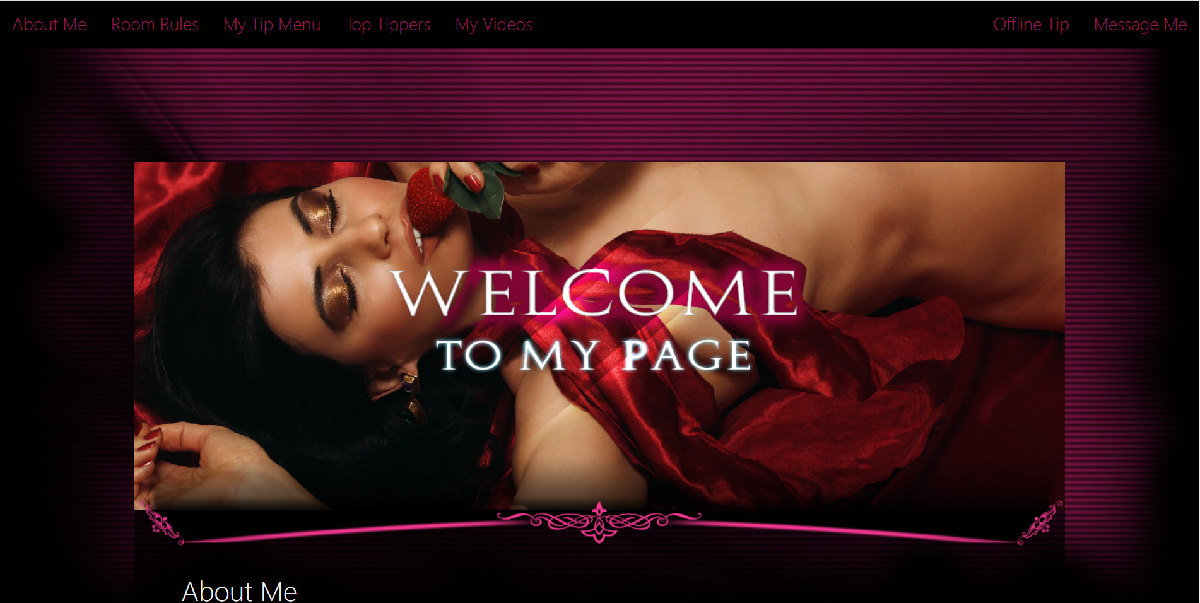 About Me Room Rules My Tip Menu Top Tippers My Videos Offline Tip Message Me
WELCOME
TO MY PAGE
About Me